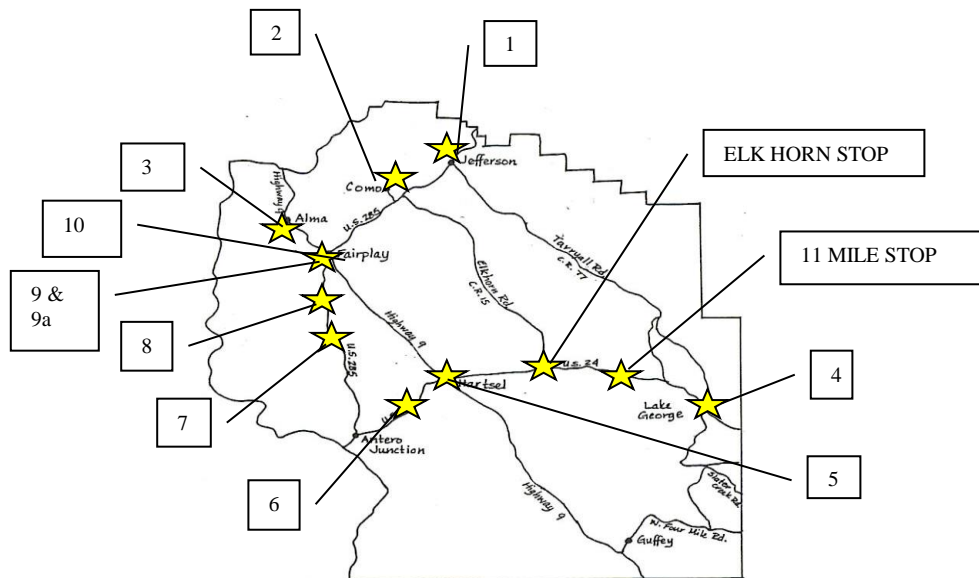 2
1
ELK HORN STOP
3
Jefferson
Como
Highway 9
10
Alma
U.S. 285
11 MILE STOP
Fairplay
Tarryall Rd.
C.R. 77
Elkhorn Rd.
C.R. 15
9 &
9a
8
Highway 9
U.S. 24
4
U.S. 285
Hartsel
Lake
George
7
Antero
Junction
5
6
Highway 9
Slater
Creek Rd.
N. Four Mile Rd.
Guffey